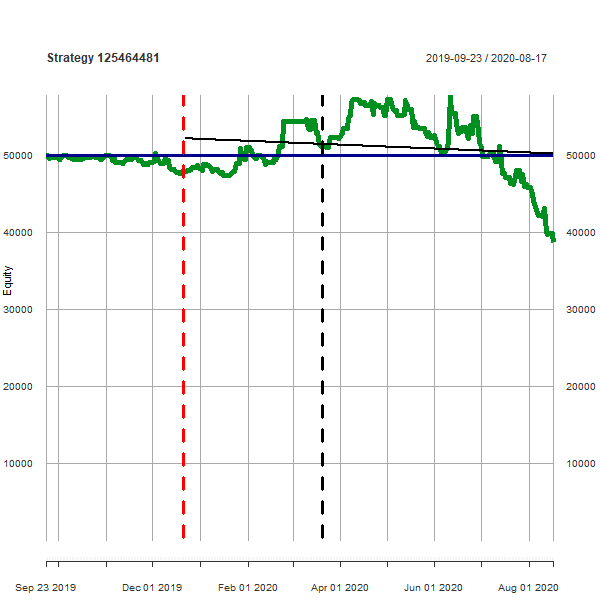 Strategy 125464481
2019-09-23 / 2020-08-17
50000
50000
40000
40000
Equity
30000
30000
20000
20000
10000
10000
Sep 23 2019
Dec 01 2019
Feb 01 2020
Apr 01 2020
Jun 01 2020
Aug 01 2020